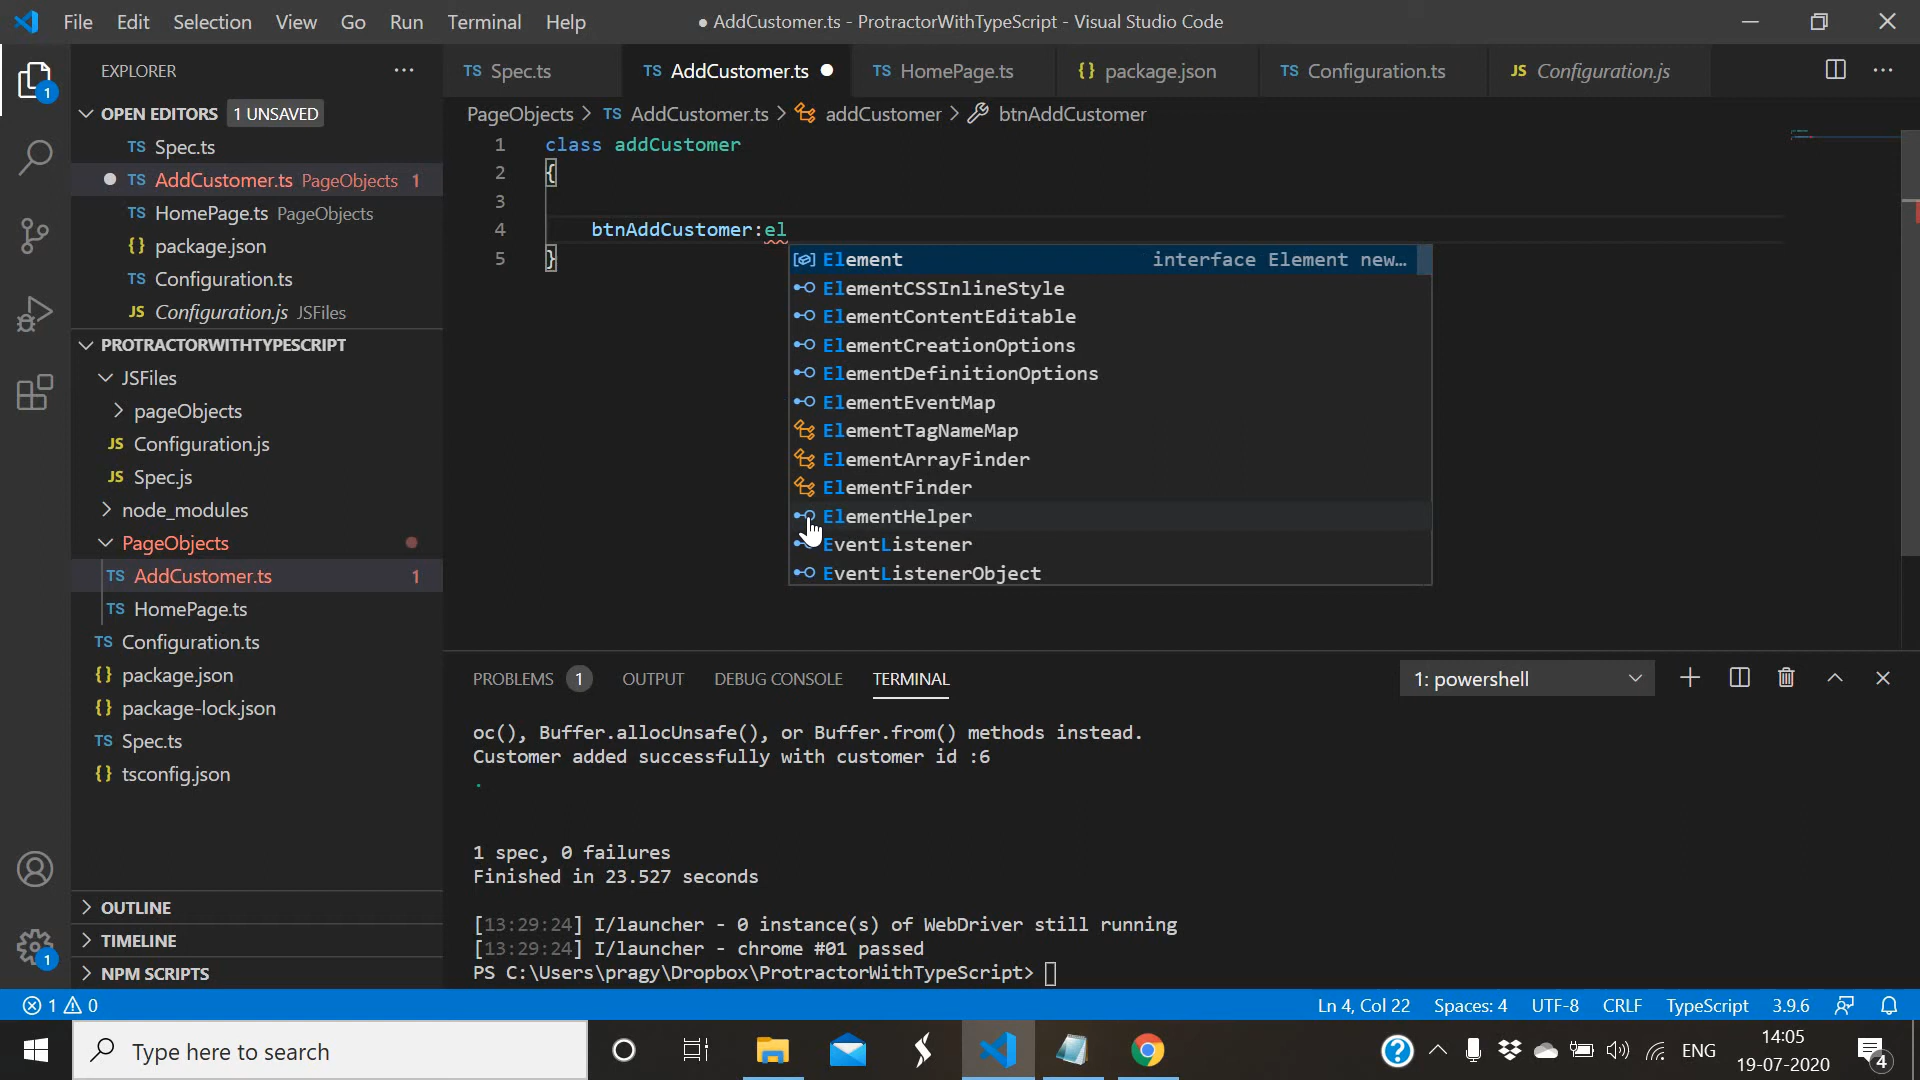 File Edit Selection View Go Run Terminal Help
● AddCustomer.ts - ProtractorWithTypeScript - Visual Studio Code
EXPLORER
OPEN EDITORS 1 UNSAVED
TS Spec.ts
TS AddCustomer.ts PageObjects 1
TS HomePage.ts PageObjects
{} package.json
TS Configuration.ts
JS Configuration.js JSFiles
PROTRACTORWITHTYPESCRIPT
JSFiles
pageObjects
JS Configuration.js
JS Spec.js
node_modules
PageObjects
TS AddCustomer.ts 1
TS HomePage.ts
TS Configuration.ts
{} package.json
{} package-lock.json
TS Spec.ts
{} tsconfig.json
OUTLINE
TIMELINE
NPM SCRIPTS
1
1
TS Spec.ts TS AddCustomer.ts ● TS HomePage.ts {} package.json TS Configuration.ts JS Configuration.js
PageObjects > TS AddCustomer.ts > addCustomer > btnAddCustomer
1 class addCustomer
2 {
3
4 btnAddCustomer:el
5 }
Element interface Element new…
ElementCSSInlineStyle
ElementContentEditable
ElementCreationOptions
ElementDefinitionOptions
ElementEventMap
ElementTagNameMap
ElementArrayFinder
ElementFinder
ElementHelper
EventListener
EventListenerObject
PROBLEMS 1 OUTPUT DEBUG CONSOLE TERMINAL 1: powershell
oc(), Buffer.allocUnsafe(), or Buffer.from() methods instead.
Customer added successfully with customer id :6
.
1 spec, 0 failures
Finished in 23.527 seconds
[13:29:24] I/launcher - 0 instance(s) of WebDriver still running
[13:29:24] I/launcher - chrome #01 passed
PS C:\Users\pragy\Dropbox\ProtractorWithTypeScript>
1 0 Ln 4, Col 22 Spaces: 4 UTF-8 CRLF TypeScript 3.9.6
Type here to search
ENG
14:05
19-07-2020
4